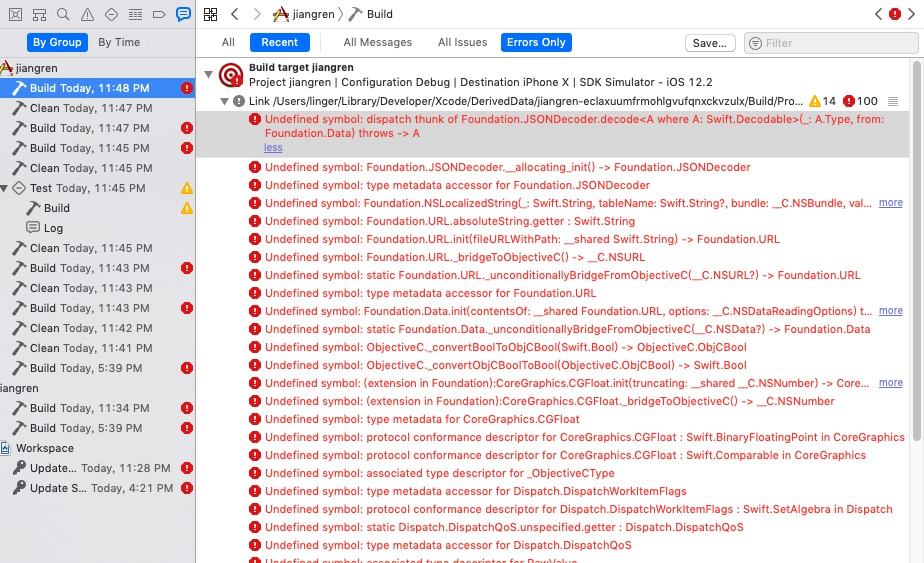 jiangren
Build
By Group
By Time
All
Recent
All Messages
All Issues
Errors Only
Save...
Filter
jiangren
Build Today, 11:48 PM
Clean Today, 11:47 PM
Build Today, 11:47 PM
Build Today, 11:45 PM
Clean Today, 11:45 PM
Test Today, 11:45 PM
Build
Log
Clean Today, 11:45 PM
Build Today, 11:43 PM
Clean Today, 11:43 PM
Build Today, 11:43 PM
Clean Today, 11:42 PM
Clean Today, 11:41 PM
Build Today, 5:39 PM
iangren
Build Today, 11:34 PM
Build Today, 5:39 PM
Workspace
Update... Today, 11:28 PM
Update S... Today, 4:21 PM
Build target jiangren
Project jiangren | Configuration Debug | Destination iPhone X | SDK Simulator - iOS 12.2
Link /Users/linger/Library/Developer/Xcode/DerivedData/jiangren-eclaxuumfrmohlgvufqnxckvzulx/Build/Pro... 14 100
Undefined symbol: dispatch thunk of Foundation.JSONDecoder.decode<A where A: Swift.Decodable>(_: A.Type, from:
Foundation.Data) throws -> A
less
Undefined symbol: Foundation.JSONDecoder.__allocating_init() -> Foundation.JSONDecoder
Undefined symbol: type metadata accessor for Foundation.JSONDecoder
Undefined symbol: Foundation.NSLocalizedString(_: Swift.String, tableName: Swift.String?, bundle: __C.NSBundle, val... more
Undefined symbol: Foundation.URL.absoluteString.getter : Swift.String
Undefined symbol: Foundation.URL.init(fileURLWithPath: __shared Swift.String) -> Foundation.URL
Undefined symbol: Foundation.URL._bridgeToObjectiveC() -> __C.NSURL
Undefined symbol: static Foundation.URL._unconditionallyBridgeFromObjectiveC(__C.NSURL?) -> Foundation.URL
Undefined symbol: type metadata accessor for Foundation.URL
Undefined symbol: Foundation.Data.init(contentsOf: __shared Foundation.URL, options: __C.NSDataReadingOptions) t... more
Undefined symbol: static Foundation.Data._unconditionallyBridgeFromObjectiveC(__C.NSData?) -> Foundation.Data
Undefined symbol: ObjectiveC._convertBoolToObjCBool(Swift.Bool) -> ObjectiveC.ObjCBool
Undefined symbol: ObjectiveC._convertObjCBoolToBool(ObjectiveC.ObjCBool) -> Swift.Bool
Undefined symbol: (extension in Foundation):CoreGraphics.CGFloat.init(truncating: __shared __C.NSNumber) -> Core... more
Undefined symbol: (extension in Foundation):CoreGraphics.CGFloat._bridgeToObjectiveC() -> __C.NSNumber
Undefined symbol: type metadata for CoreGraphics.CGFloat
Undefined symbol: protocol conformance descriptor for CoreGraphics.CGFloat : Swift.BinaryFloatingPoint in CoreGraphics
Undefined symbol: protocol conformance descriptor for CoreGraphics.CGFloat : Swift.Comparable in CoreGraphics
Undefined symbol: associated type descriptor for _ObjectiveCType
Undefined symbol: type metadata accessor for Dispatch.DispatchWorkItemFlags
Undefined symbol: protocol conformance descriptor for Dispatch.DispatchWorkItemFlags : Swift.SetAlgebra in Dispatch
Undefined symbol: static Dispatch.DispatchQoS.unspecified.getter : Dispatch.DispatchQoS
Undefined symbol: type metadata accessor for Dispatch.DispatchQoS
Undefined symbol: associated type descriptor for RawValue